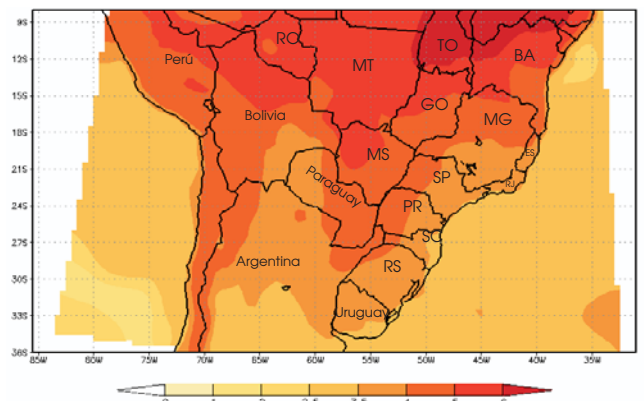 9S
12S
15S
18S
21S
24S
27S
30S
33S
36S
85W 80W 75W 70W 65W 60W 55W 50W 45W 40W 35W
RO
TO
BA
Perú
MT
GO
Bolivia
MG
MS
ES
SP
RJ
Paraguay
PR
SC
Argentina
RS
Uruguay